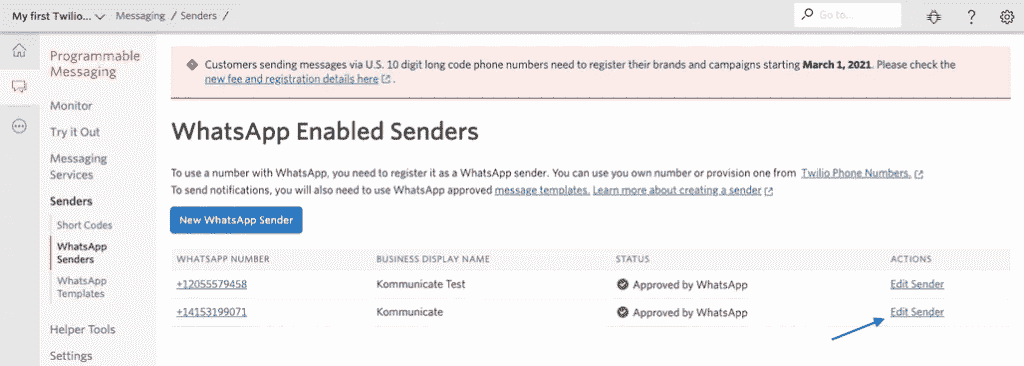 My first Twilio... Messaging / Senders / Go to... ?
Programmable
Messaging
Monitor
Try it Out
Messaging
Services
Senders
Short Codes
WhatsApp
Senders
WhatsApp
Templates
Helper Tools
Settings
Customers sending messages via U.S. 10 digit long code phone numbers need to register their brands and campaigns starting March 1, 2021. Please check the
new fee and registration details here .
WhatsApp Enabled Senders
To use a number with WhatsApp, you need to register it as a WhatsApp sender. You can use you own number or provision one from Twilio Phone Numbers.
To send notifications, you will also need to use WhatsApp approved message templates. Learn more about creating a sender
New WhatsApp Sender
WHATSAPP NUMBER BUSINESS DISPLAY NAME STATUS ACTIONS
+12055579458 Kommunicate Test Approved by WhatsApp Edit Sender
+14153199071 Kommunicate Approved by WhatsApp Edit Sender